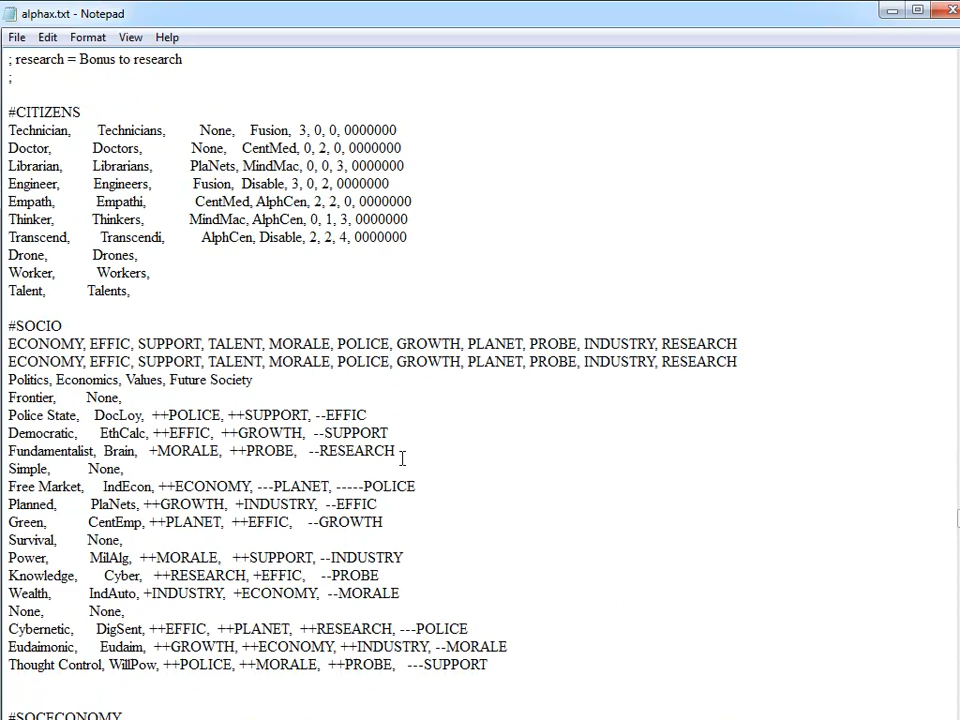 alphax.txt - Notepad
File Edit Format View Help
; research = Bonus to research
;
#CITIZENS
Technician, Technicians, None, Fusion, 3, 0, 0, 0000000
Doctor, Doctors, None, CentMed, 0, 2, 0, 0000000
Librarian, Librarians, PlaNets, MindMac, 0, 0, 3, 0000000
Engineer, Engineers, Fusion, Disable, 3, 0, 2, 0000000
Empath, Empathi, CentMed, AlphCen, 2, 2, 0, 0000000
Thinker, Thinkers, MindMac, AlphCen, 0, 1, 3, 0000000
Transcend, Transcendi, AlphCen, Disable, 2, 2, 4, 0000000
Drone, Drones,
Worker, Workers,
Talent, Talents,
#SOCIO
ECONOMY, EFFIC, SUPPORT, TALENT, MORALE, POLICE, GROWTH, PLANET, PROBE, INDUSTRY, RESEARCH
ECONOMY, EFFIC, SUPPORT, TALENT, MORALE, POLICE, GROWTH, PLANET, PROBE, INDUSTRY, RESEARCH
Politics, Economics, Values, Future Society
Frontier, None,
Police State, DocLoy, ++POLICE, ++SUPPORT, --EFFIC
Democratic, EthCalc, ++EFFIC, ++GROWTH, --SUPPORT
Fundamentalist, Brain, +MORALE, ++PROBE, --RESEARCH
Simple, None,
Free Market, IndEcon, ++ECONOMY, ---PLANET, -----POLICE
Planned, PlaNets, ++GROWTH, +INDUSTRY, --EFFIC
Green, CentEmp, ++PLANET, ++EFFIC, --GROWTH
Survival, None,
Power, MilAlg, ++MORALE, ++SUPPORT, --INDUSTRY
Knowledge, Cyber, ++RESEARCH, +EFFIC, --PROBE
Wealth, IndAuto, +INDUSTRY, +ECONOMY, --MORALE
None, None,
Cybernetic, DigSent, ++EFFIC, ++PLANET, ++RESEARCH, ---POLICE
Eudaimonic, Eudaim, ++GROWTH, ++ECONOMY, ++INDUSTRY, --MORALE
Thought Control, WillPow, ++POLICE, ++MORALE, ++PROBE, ---SUPPORT
#SOCECONOMY